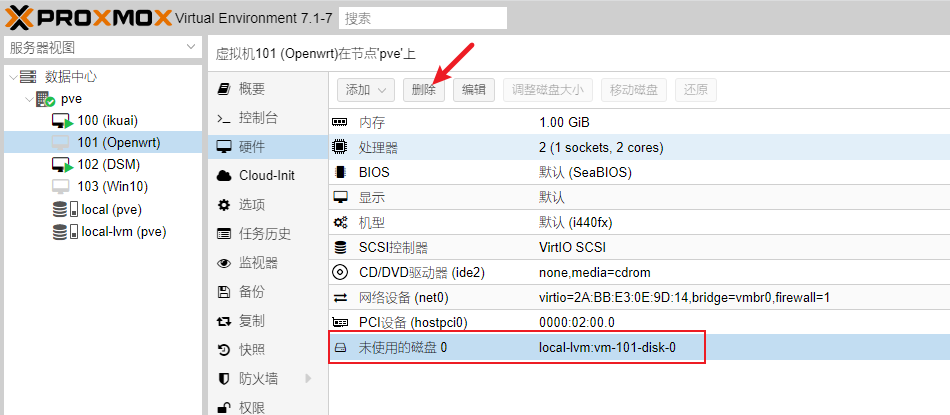 PROXMOX Virtual Environment 7.1-7 搜索
服务器视图
数据中心
pve
100 (ikuai)
101 (Openwrt)
102 (DSM)
103 (Win10)
local (pve)
local-lvm (pve)
虚拟机101 (Openwrt)在节点'pve'上
概要
控制台
硬件
Cloud-Init
选项
任务历史
监视器
备份
复制
快照
防火墙
权限
添加 删除 编辑 调整磁盘大小 移动磁盘 还原
内存 1.00 GiB
处理器 2 (1 sockets, 2 cores)
BIOS 默认 (SeaBIOS)
显示 默认
机型 默认 (i440fx)
SCSI控制器 VirtIO SCSI
CD/DVD驱动器 (ide2) none,media=cdrom
网络设备 (net0) virtio=2A:BB:E3:0E:9D:14,bridge=vmbr0,firewall=1
PCI设备 (hostpci0) 0000:02:00.0
未使用的磁盘 0 local-lvm:vm-101-disk-0